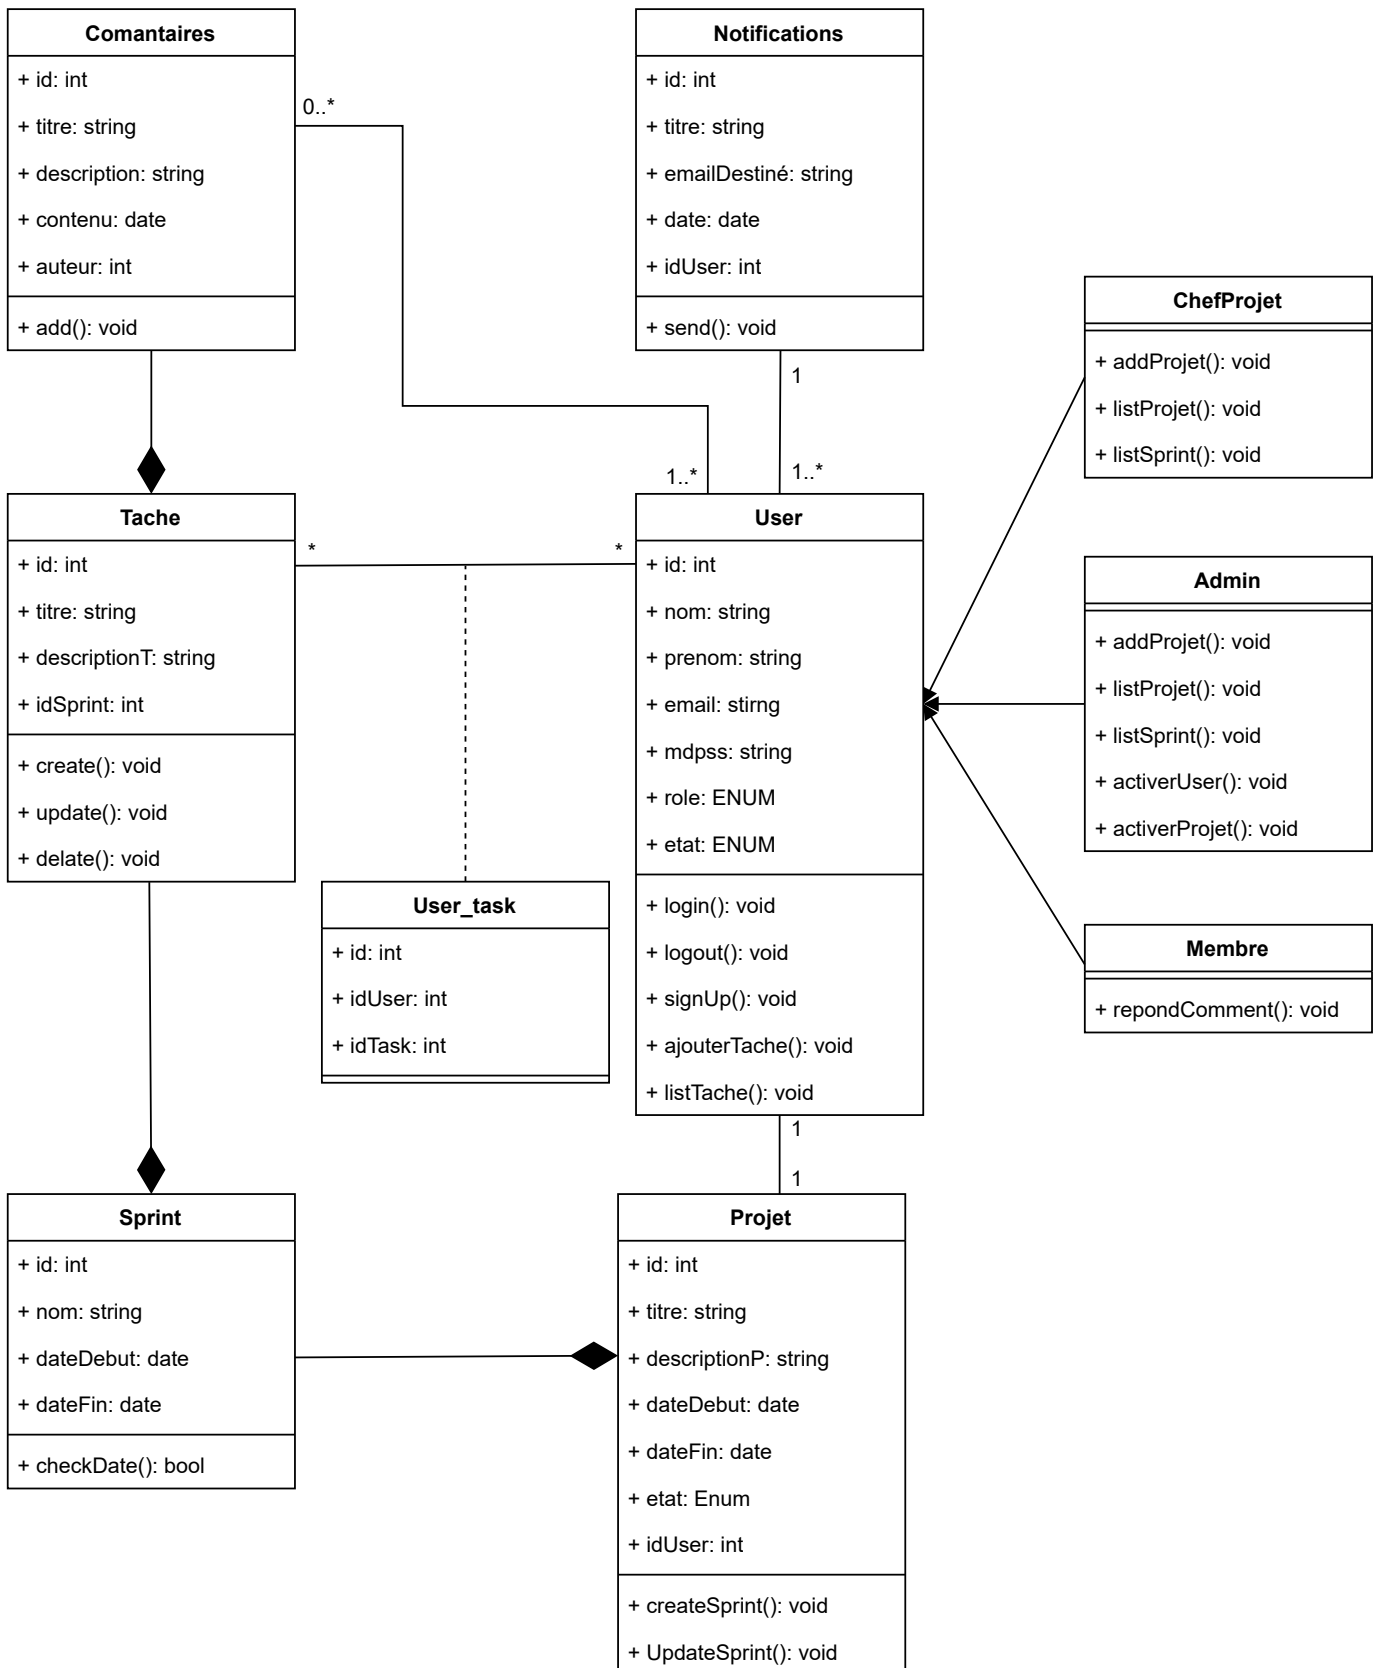 Comantaires
+ id: int
+ titre: string
+ description: string
+ contenu: date
+ auteur: int
+ add(): void
0..*
Notifications
+ id: int
+ titre: string
+ emailDestiné: string
+ date: date
+ idUser: int
+ send(): void
1
1..*
1..*
ChefProjet
+ addProjet(): void
+ listProjet(): void
+ listSprint(): void
Tache
+ id: int
+ titre: string
+ descriptionT: string
+ idSprint: int
+ create(): void
+ update(): void
+ delate(): void
*
*
User
+ id: int
+ nom: string
+ prenom: string
+ email: stirng
+ mdpss: string
+ role: ENUM
+ etat: ENUM
+ login(): void
+ logout(): void
+ signUp(): void
+ ajouterTache(): void
+ listTache(): void
Admin
+ addProjet(): void
+ listProjet(): void
+ listSprint(): void
+ activerUser(): void
+ activerProjet(): void
User_task
+ id: int
+ idUser: int
+ idTask: int
Membre
+ repondComment(): void
1
1
Sprint
+ id: int
+ nom: string
+ dateDebut: date
+ dateFin: date
+ checkDate(): bool
Projet
+ id: int
+ titre: string
+ descriptionP: string
+ dateDebut: date
+ dateFin: date
+ etat: Enum
+ idUser: int
+ createSprint(): void
+ UpdateSprint(): void